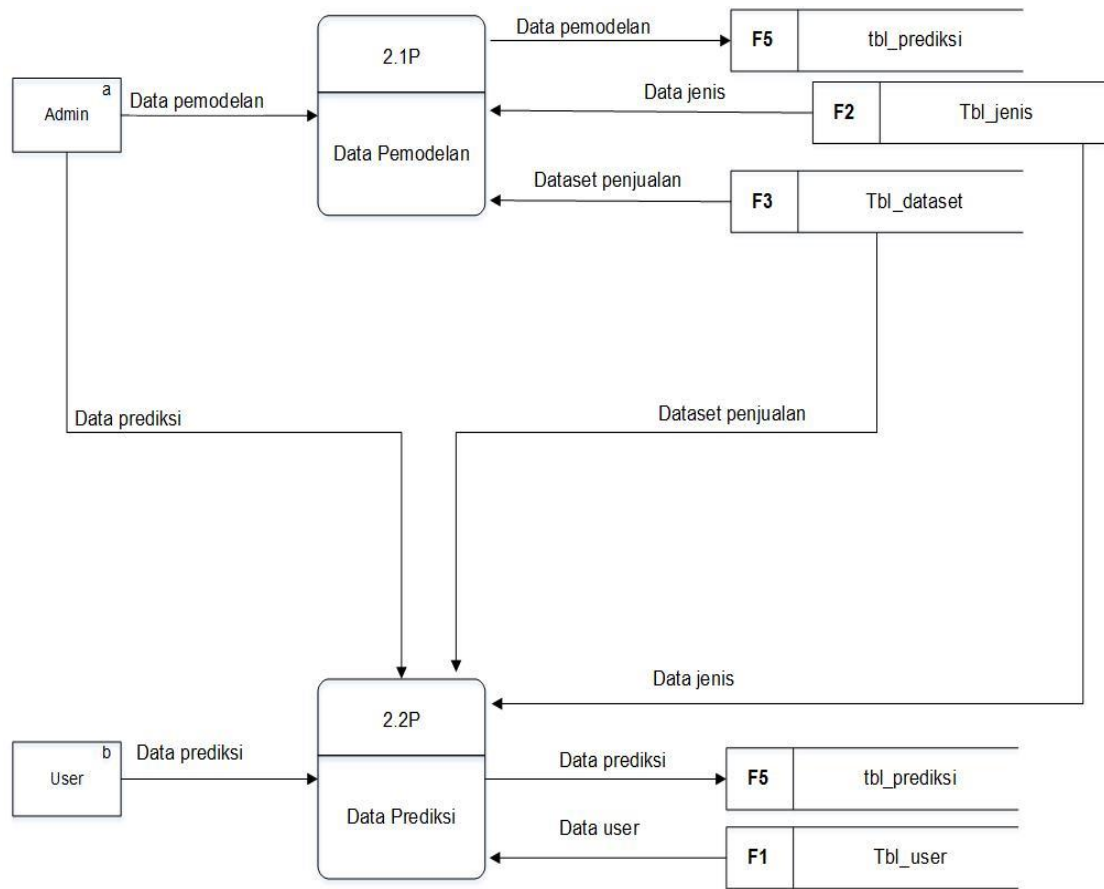 Data pemodelan
F5
tbl_prediksi
2.1P
a
Admin
Data pemodelan
Data jenis
F2
Tbl_jenis
Data Pemodelan
Dataset penjualan
F3
Tbl_dataset
Data prediksi
Dataset penjualan
Data jenis
2.2P
b
User
Data prediksi
Data prediksi
F5
tbl_prediksi
Data Prediksi
Data user
F1
Tbl_user